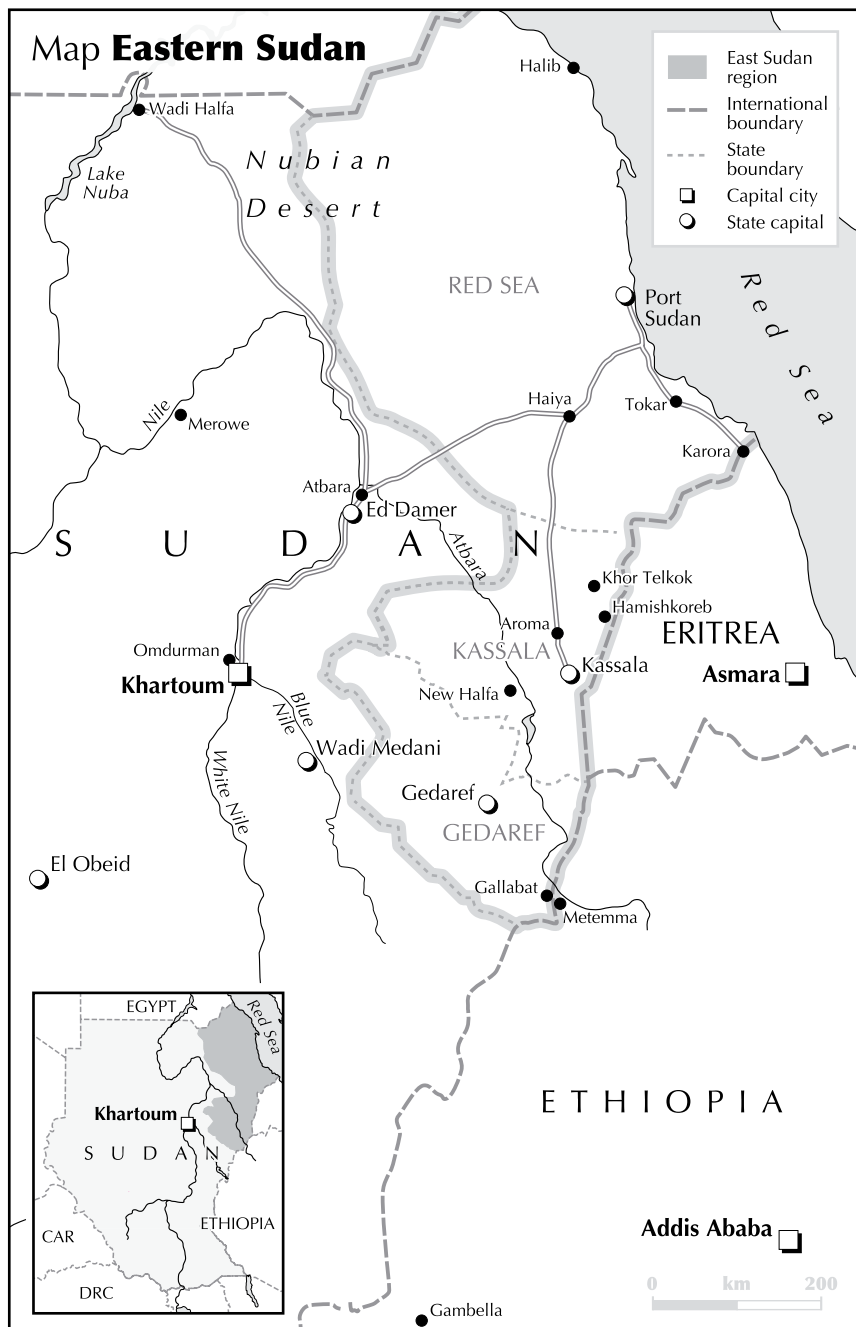 Map Eastern Sudan
East Sudan
region
International
boundary
State
boundary
Capital city
State capital
Halib
Wadi Halfa
Lake
Nuba
Nubian
Desert
RED SEA
Port
Sudan
Red Sea
Haiya
Tokar
Nile
Merowe
Karora
Atbara
Ed Damer
SUDAN
Atbara
Khor Telkok
Hamishkoreb
Aroma
ERITREA
Omdurman
KASSALA
Kassala
Khartoum
Asmara
New Halfa
Blue
Nile
Wadi Medani
White Nile
Gedaref
GEDAREF
El Obeid
Gallabat
Metemma
EGYPT
Red Sea
Khartoum
SUDAN
ETHIOPIA
CAR
DRC
ETHIOPIA
Addis Ababa
0 km 200
Gambella